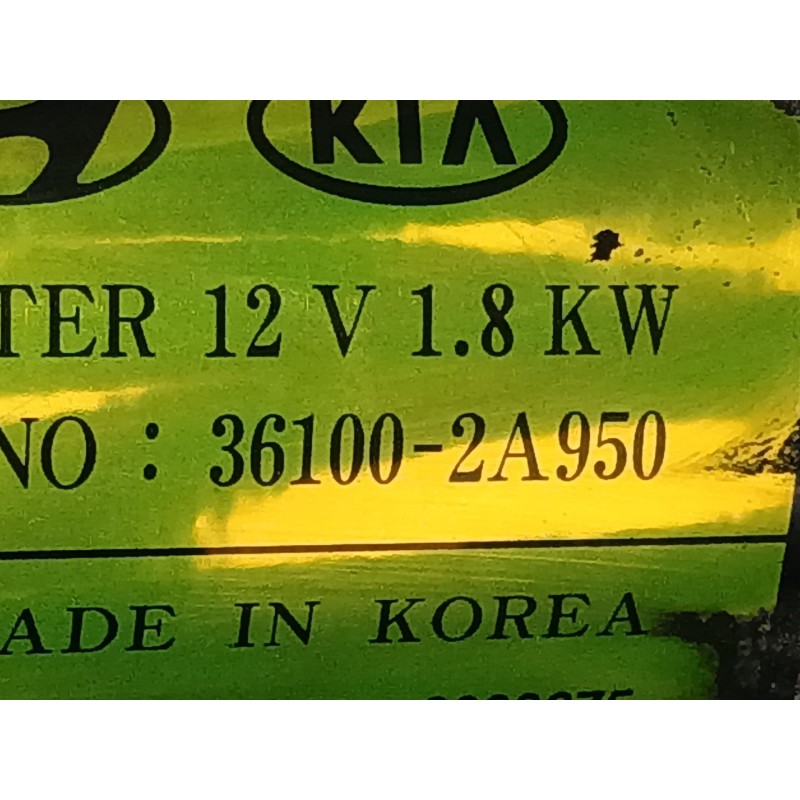 KIA
TER 12 V 1.8 KW
NO : 36100-2A950
ADE IN KOREA